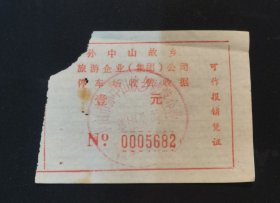 孙中山故乡
旅游企业(集团)公司
停车场收费收据
壹 元
Nº 0005682
可作报销凭证